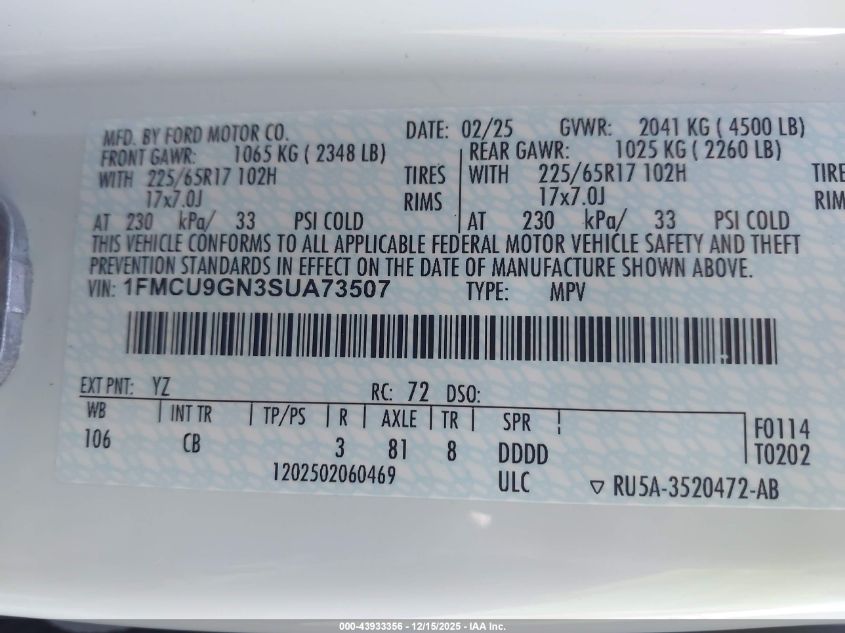 MFD. BY FORD MOTOR CO. DATE: 02/25 GVWR: 2041 KG ( 4500 LB)
FRONT GAWR: 1065 KG ( 2348 LB) REAR GAWR: 1025 KG ( 2260 LB)
WITH 225/65R17 102H TIRES WITH 225/65R17 102H TIRE
17x7.0J RIMS 17x7.0J RIM
AT 230 kPa/ 33 PSI COLD AT 230 kPa/ 33 PSI COLD
THIS VEHICLE CONFORMS TO ALL APPLICABLE FEDERAL MOTOR VEHICLE SAFETY AND THEFT
PREVENTION STANDARDS IN EFFECT ON THE DATE OF MANUFACTURE SHOWN ABOVE.
VIN: 1FMCU9GN3SUA73507 TYPE: MPV
EXT PNT: YZ RC: 72 DSO:
WB INT TR TP/PS R AXLE TR SPR F0114
106 CB 3 81 8 DDDD T0202
1202502060469 ULC ▽ RU5A-3520472-AB
000-43933356 - 12/15/2025 - IAA Inc.